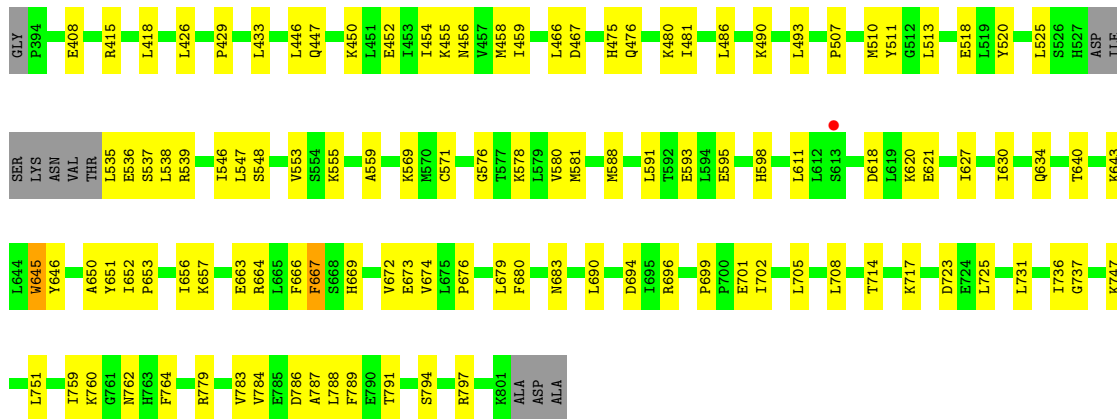 GLY P394 E408 R415 L418 L426 P429 L433 L446 Q447 K450 L451 E452 I453 I454 K455 N456 V457 M458 I459 L466 D467 H475 Q476 K480 I481 L486 K490 L493 P507 M510 Y511 G512 L513 E518 L519 Y520 L525 S526 H527 ASP ILE
SER LYS ASN VAL THR L535 E536 S537 L538 R539 I546 L547 S548 V553 S554 K555 A559 K569 M570 C571 G576 T577 K578 L579 V580 M581 M588 L591 T592 E593 L594 E595 H598 L611 L612 S613 D618 L619 K620 E621 I627 I630 Q634 T640 K643
L644 W645 Y646 A650 Y651 I652 P653 I656 K657 E663 R664 L665 F666 F667 S668 H669 V672 E673 V674 L675 P676 L679 F680 N683 L690 D694 I695 R696 P699 P700 E701 I702 L705 L708 T714 K717 D723 E724 L725 L731 I736 G737 K747
L751 I759 K760 G761 N762 H763 F764 R779 V783 V784 E785 D786 A787 L788 F789 E790 T791 S794 R797 K801 ALA ASP ALA